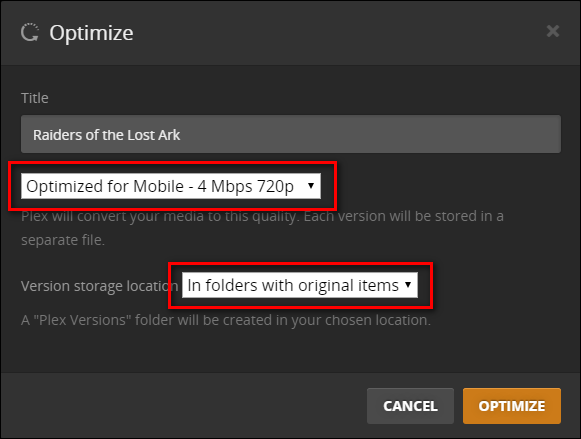 Optimize
Title
Raiders of the Lost Ark
Optimized for Mobile - 4 Mbps 720p
Plex will convert your media to this quality. Each version will be stored in a
separate file.
Version storage location In folders with original items
A "Plex Versions" folder will be created in your chosen location.
CANCEL OPTIMIZE